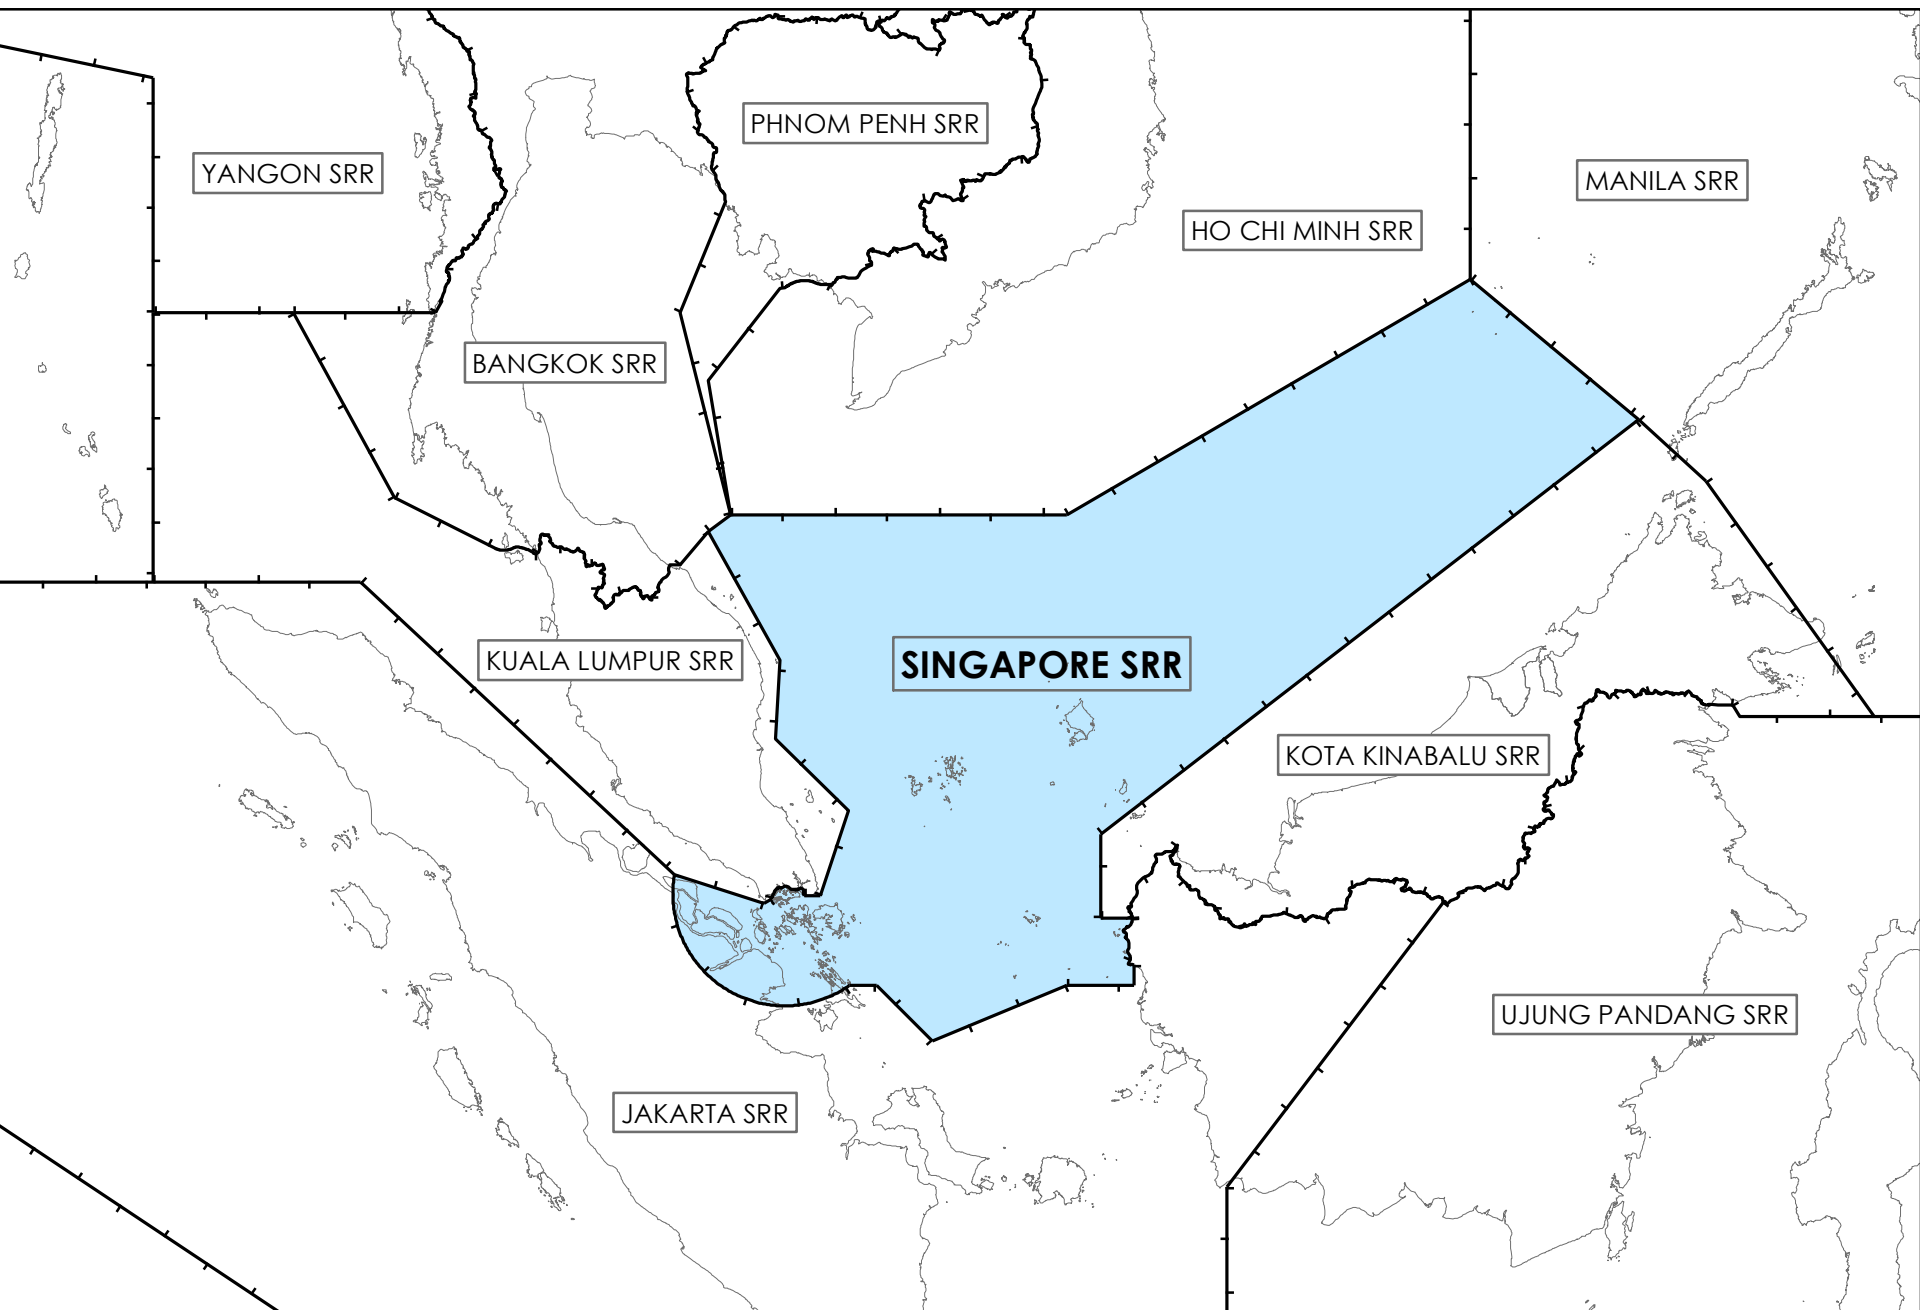 PHNOM PENH SRR
YANGON SRR
MANILA SRR
HO CHI MINH SRR
BANGKOK SRR
KUALA LUMPUR SRR
SINGAPORE SRR
KOTA KINABALU SRR
UJUNG PANDANG SRR
JAKARTA SRR